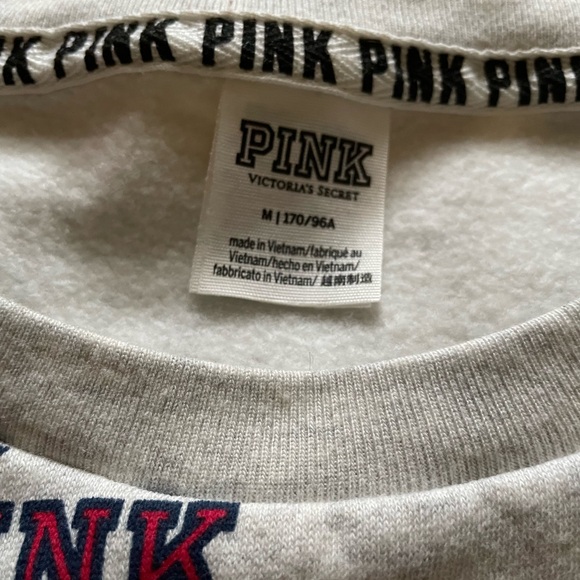 PINK PINK PINK PINK PINK
PINK
VICTORIA'S SECRET
M | 170/96A
made in Vietnam/fabriqué au
Vietnam/hecho en Vietnam/
fabbricato in Vietnam/ 越南制造
INK